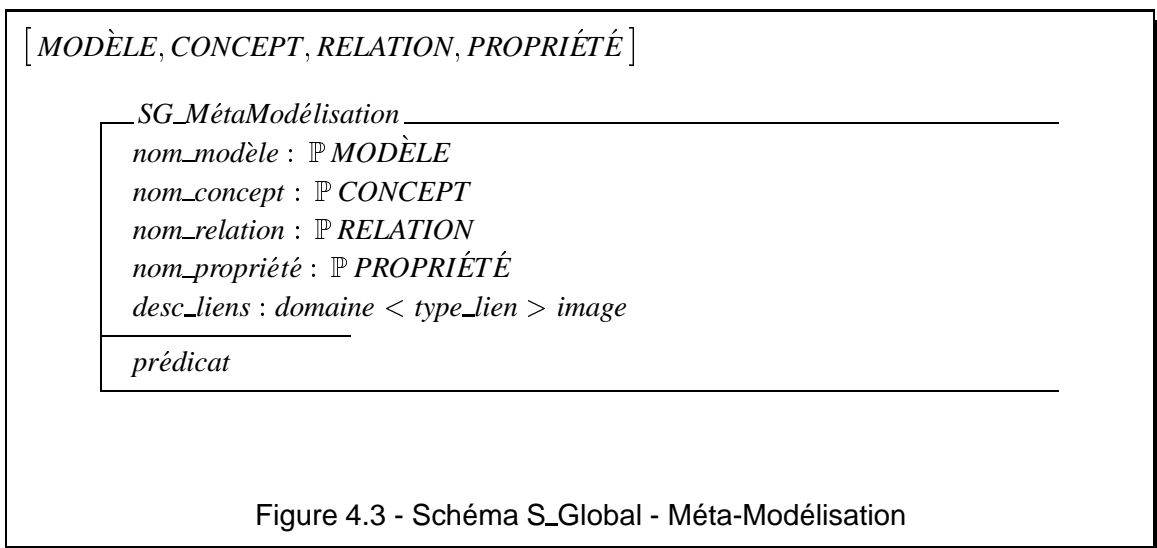 [ MODÈLE, CONCEPT, RELATION, PROPRIÉTÉ ]
SG_MétaModélisation
nom_modèle : ℙ MODÈLE
nom_concept : ℙ CONCEPT
nom_relation : ℙ RELATION
nom_propriété : ℙ PROPRIÉTÉ
desc_liens : domaine < type_lien > image
prédicat
Figure 4.3 - Schéma S_Global - Méta-Modélisation